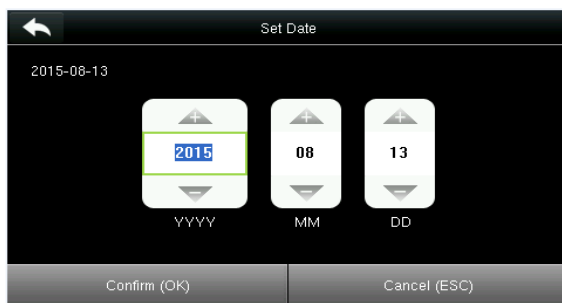 Set Date
2015-08-13
2015 08 13
YYYY MM DD
Confirm (OK) Cancel (ESC)